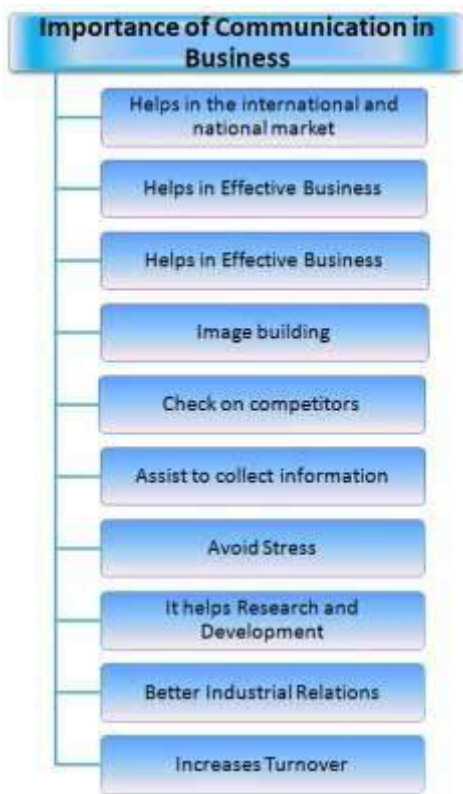 Importance of Communication in
Business
Helps in the international and
national market
Helps in Effective Business
Helps in Effective Business
Image building
Check on competitors
Assist to collect information
Avoid Stress
It helps Research and
Development
Better Industrial Relations
Increases Turnover